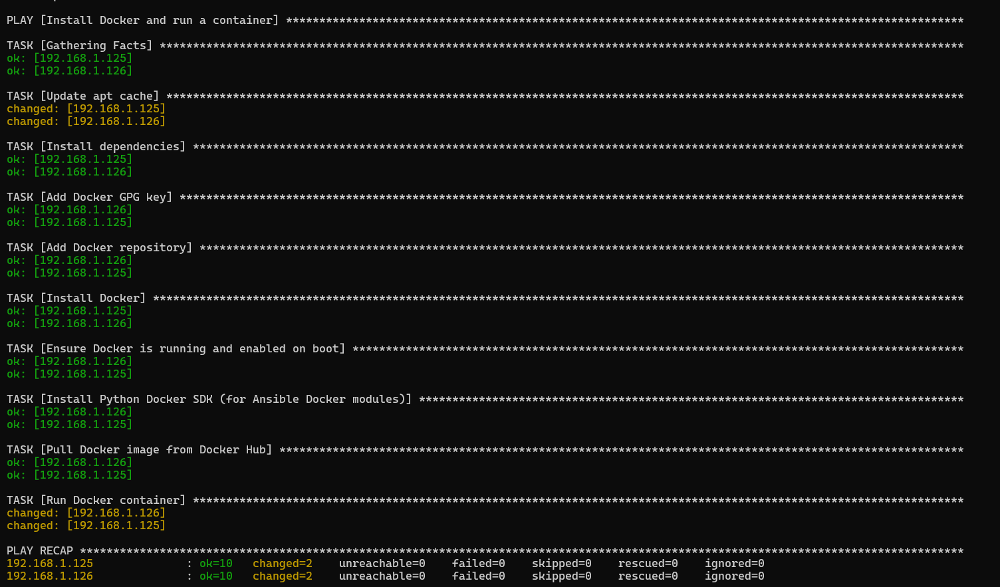 PLAY [Install Docker and run a container] ******************************************************************************************************
TASK [Gathering Facts] *************************************************************************************************************************
ok: [192.168.1.125]
ok: [192.168.1.126]
TASK [Update apt cache] ************************************************************************************************************************
changed: [192.168.1.125]
changed: [192.168.1.126]
TASK [Install dependencies] ********************************************************************************************************************
ok: [192.168.1.125]
ok: [192.168.1.126]
TASK [Add Docker GPG key] **********************************************************************************************************************
ok: [192.168.1.126]
ok: [192.168.1.125]
TASK [Add Docker repository] *******************************************************************************************************************
ok: [192.168.1.126]
ok: [192.168.1.125]
TASK [Install Docker] **************************************************************************************************************************
ok: [192.168.1.125]
ok: [192.168.1.126]
TASK [Ensure Docker is running and enabled on boot] ********************************************************************************************
ok: [192.168.1.126]
ok: [192.168.1.125]
TASK [Install Python Docker SDK (for Ansible Docker modules)] **********************************************************************************
ok: [192.168.1.126]
ok: [192.168.1.125]
TASK [Pull Docker image from Docker Hub] *******************************************************************************************************
ok: [192.168.1.126]
ok: [192.168.1.125]
TASK [Run Docker container] ********************************************************************************************************************
changed: [192.168.1.126]
changed: [192.168.1.125]
PLAY RECAP *************************************************************************************************************************************
192.168.1.125              : ok=10   changed=2    unreachable=0    failed=0    skipped=0    rescued=0    ignored=0
192.168.1.126              : ok=10   changed=2    unreachable=0    failed=0    skipped=0    rescued=0    ignored=0